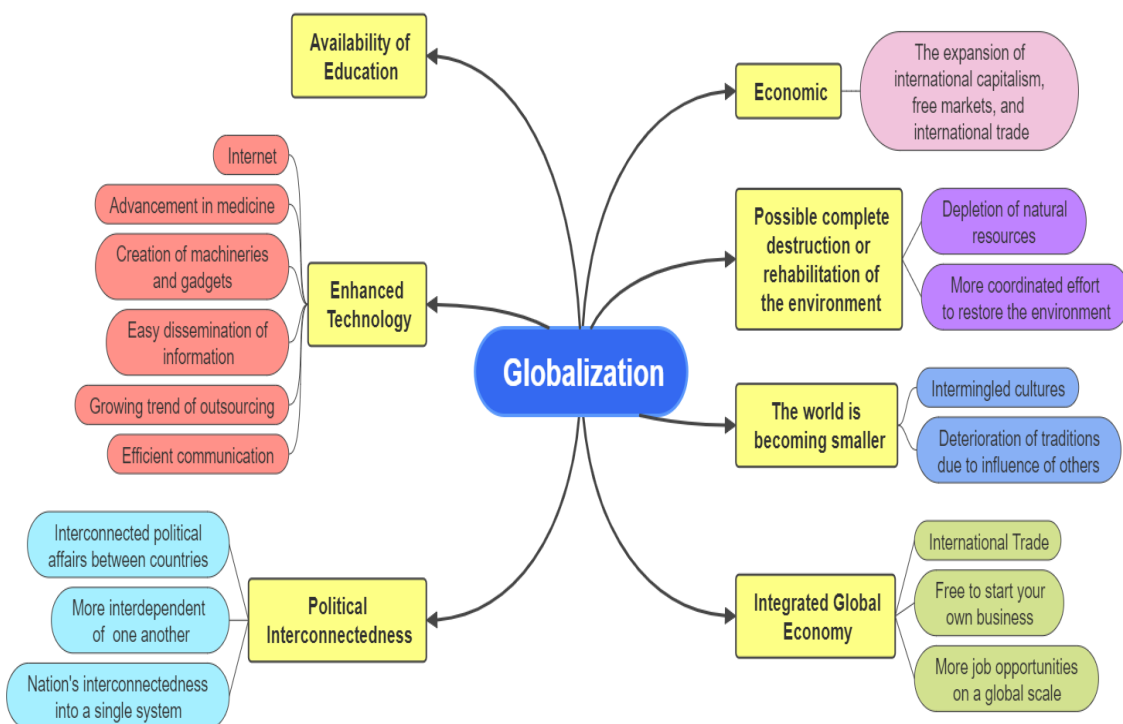 Availability of
Education
Internet
Advancement in medicine
Creation of machineries
and gadgets
Easy dissemination of
information
Growing trend of outsourcing
Efficient communication
Enhanced
Technology
Interconnected political
affairs between countries
More interdependent
of one another
Nation's interconnectedness
into a single system
Political
Interconnectedness
Globalization
Economic
The expansion of
international capitalism,
free markets, and
international trade
Possible complete
destruction or
rehabilitation of
the environment
Depletion of natural
resources
More coordinated effort
to restore the environment
The world is
becoming smaller
Intermingled cultures
Deterioration of traditions
due to influence of others
Integrated Global
Economy
International Trade
Free to start your
own business
More job opportunities
on a global scale